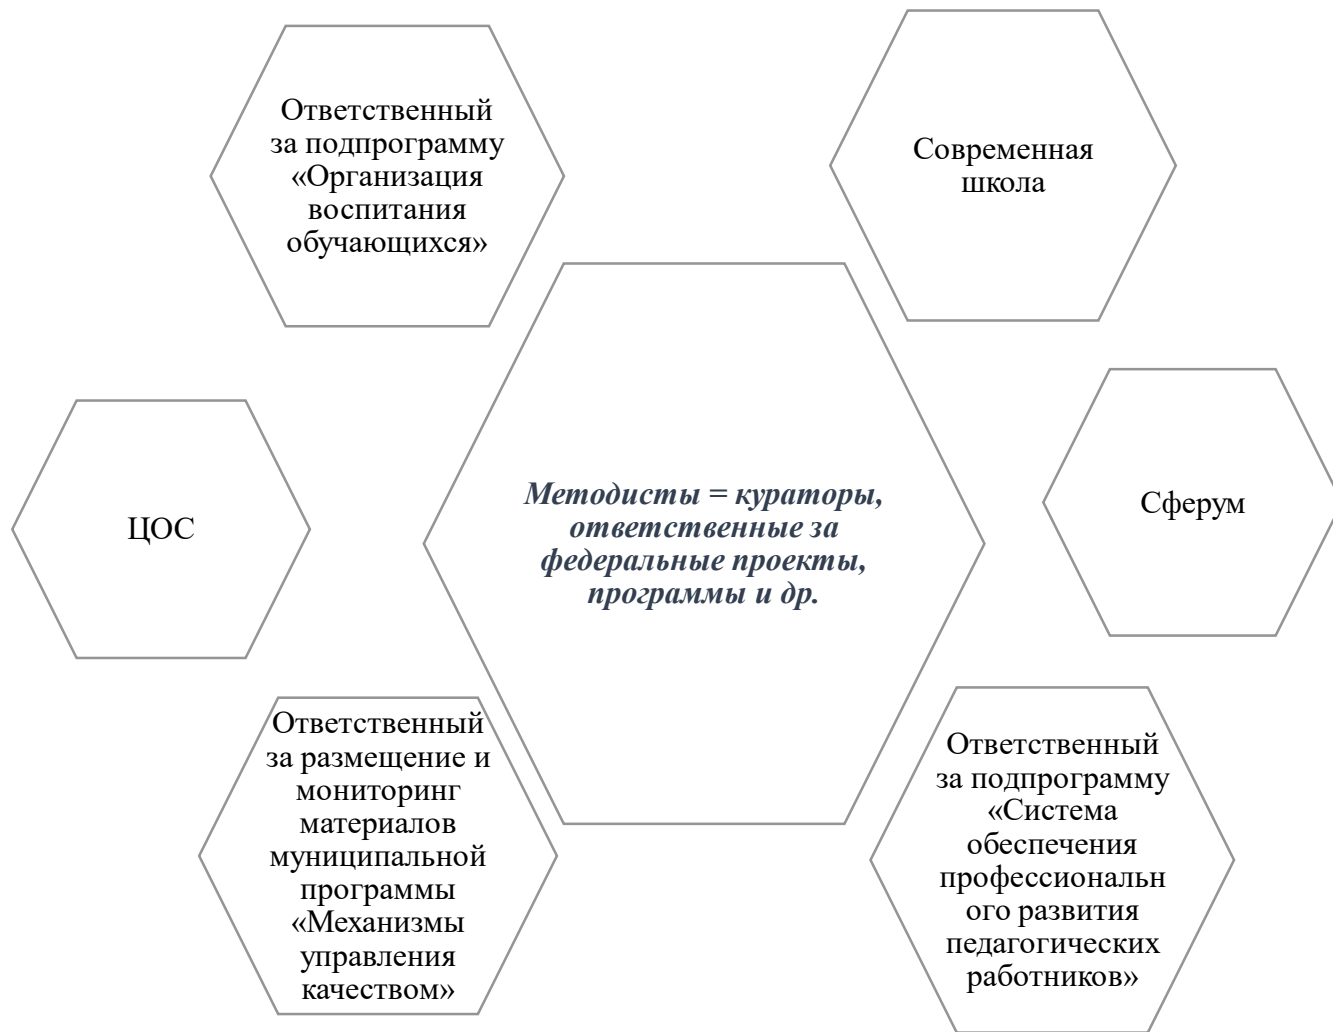 Ответственный
за подпрограмму
«Организация
воспитания
обучающихся»
Современная
школа
ЦОС
Методисты = кураторы,
ответственные за
федеральные проекты,
программы и др.
Сферум
Ответственный
за размещение и
мониторинг
материалов
муниципальной
программы
«Механизмы
управления
качеством»
Ответственный
за подпрограмму
«Система
обеспечения
профессиональн
ого развития
педагогических
работников»